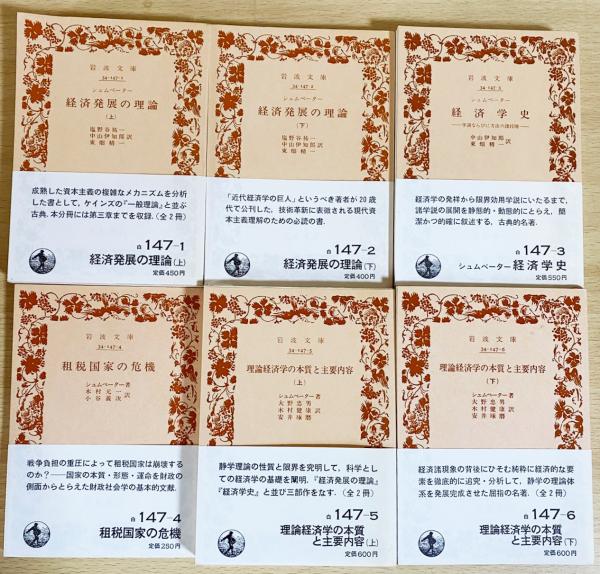 岩波文庫
34-147-1
シュムペーター
経済発展の理論
(上)
塩野谷祐一
中山伊知郎訳
東畑精一
成熟した資本主義の複雑なメカニズムを分析
した書として,ケインズの『一般理論』と並ぶ
古典.本分冊には第三章までを収録.(全2冊)
白147-1
経済発展の理論(上)
定価450円
岩波文庫
34-147-2
シュムペーター
経済発展の理論
(下)
塩野谷祐一
中山伊知郎訳
東畑精一
「近代経済学の巨人」というべき著者が20歳
代で公刊した,技術革新に表徴される現代資
本主義理解のための必読の書.
白147-2
経済発展の理論(下)
定価400円
岩波文庫
34-147-3
シュムペーター
経済学史
―学説ならびに方法の諸段階―
中山伊知郎訳
東畑精一
経済学の発祥から限界効用学説にいたるまで,
諸学説の展開を静態的・動態的にとらえ,簡
潔かつ的確に叙述する,古典的名著.
白147-3
シュムペーター 経済学史
定価550円
岩波文庫
34-147-4
租税国家の危機
シュムペーター著
木村元一訳
小谷義次
戦争負担の重圧によって租税国家は崩壊する
のか?――国家の本質・形態・運命を財政の
側面からとらえた財政社会学の基本的文献.
白147-4
租税国家の危機
定価250円
岩波文庫
34-147-5
理論経済学の本質と主要内容
(上)
シュムペーター著
大野忠男
木村健康訳
安井琢磨
静学理論の性質と限界を究明して,科学とし
ての経済学の基礎を闡明.『経済発展の理論』
『経済学史』と並び三部作をなす.(全2冊)
白147-5
理論経済学の本質
と主要内容(上)
定価600円
岩波文庫
34-147-6
理論経済学の本質と主要内容
(下)
シュムペーター著
大野忠男
木村健康訳
安井琢磨
経済諸現象の背後にひそむ純粋に経済的な要
素を徹底的に追究・分析して,静学の理論体
系を発展完成させた屈指の名著.(全2冊)
白147-6
理論経済学の本質
と主要内容(下)
定価600円